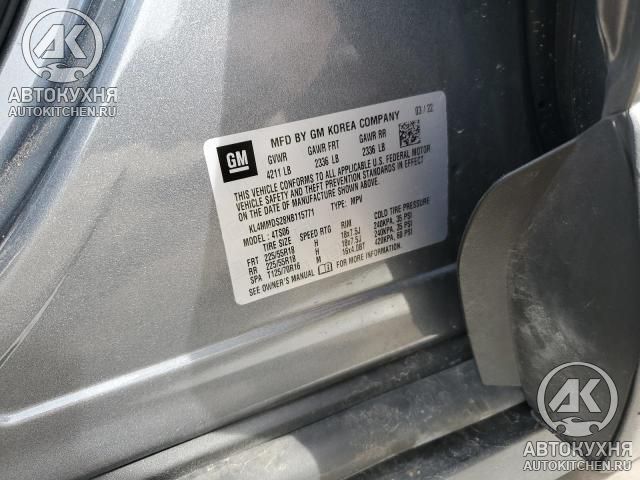 AK
АВТОКУХНЯ
AUTOKITCHEN.RU
GM
MFD BY GM KOREA COMPANY 03/22
GVWR GAWR FRT GAWR RR
4211 LB 2336 LB 2336 LB
THIS VEHICLE CONFORMS TO ALL APPLICABLE U.S. FEDERAL MOTOR
VEHICLE SAFETY AND THEFT PREVENTION STANDARDS IN EFFECT
ON THE DATE OF MANUFACTURE SHOWN ABOVE.
KL4MMDS28NB115771 TYPE: MPV
MODEL: 4TS06
TIRE SIZE SPEED RTG RIM COLD TIRE PRESSURE
FRT 225/55R18 H 18x7.5J 240KPA, 35 PSI
RR 225/55R18 H 18x7.5J 240KPA, 35 PSI
SPA T125/70R16 M 16x4.0BT 420KPA, 60 PSI
SEE OWNER'S MANUAL FOR MORE INFORMATION.
AK
АВТОКУХНЯ
AUTOKITCHEN.RU